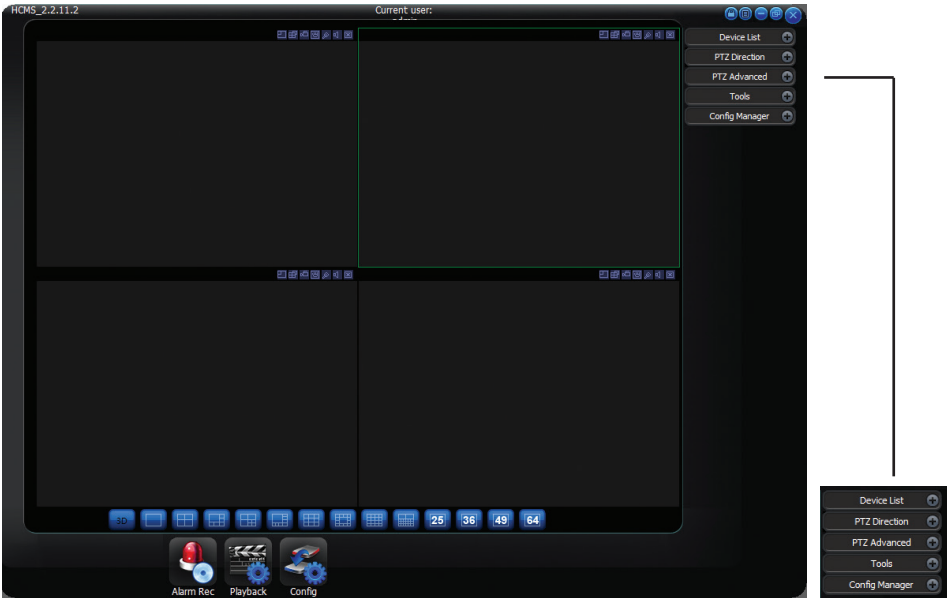 HCMS_2.2.11.2
Current user:
admin
Device List
PTZ Direction
PTZ Advanced
Tools
Config Manager
3D
25
36
49
64
Alarm Rec
Playback
Config
Device List
PTZ Direction
PTZ Advanced
Tools
Config Manager